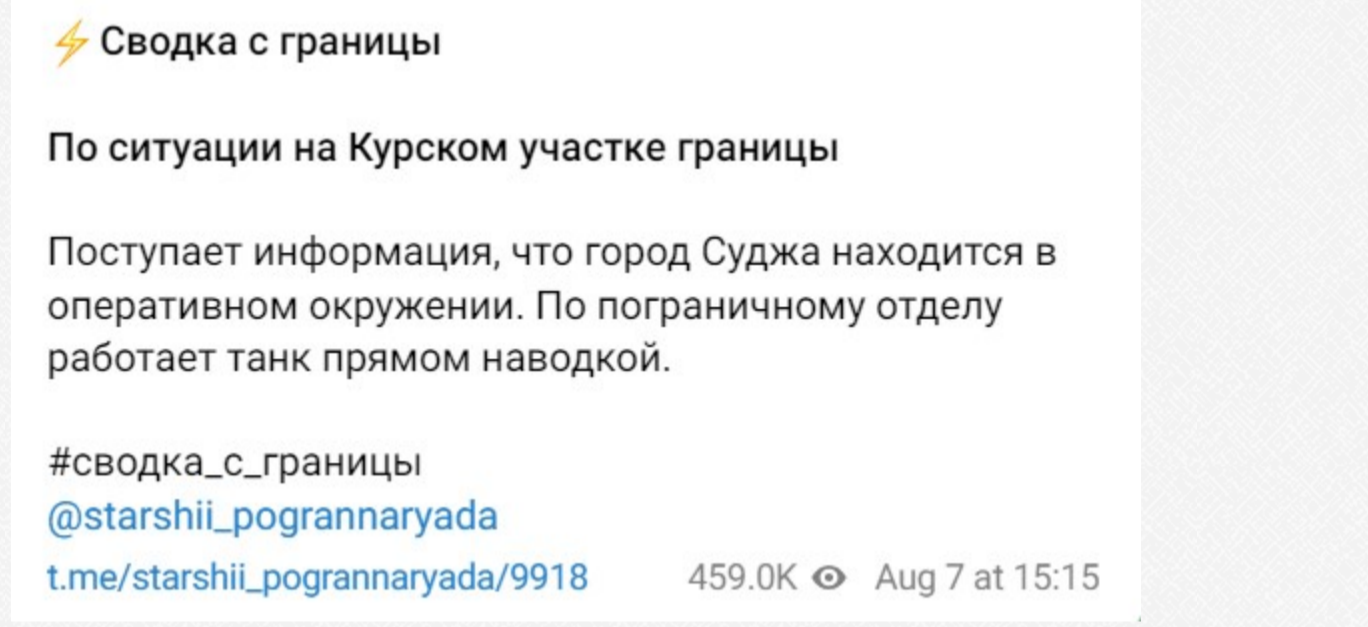 ⚡Сводка с границы
По ситуации на Курском участке границы
Поступает информация, что город Суджа находится в
оперативном окружении. По пограничному отделу
работает танк прямом наводкой.
#сводка_с_границы
@starshii_pogrannaryada
t.me/starshii_pogrannaryada/9918 459.0K Aug 7 at 15:15